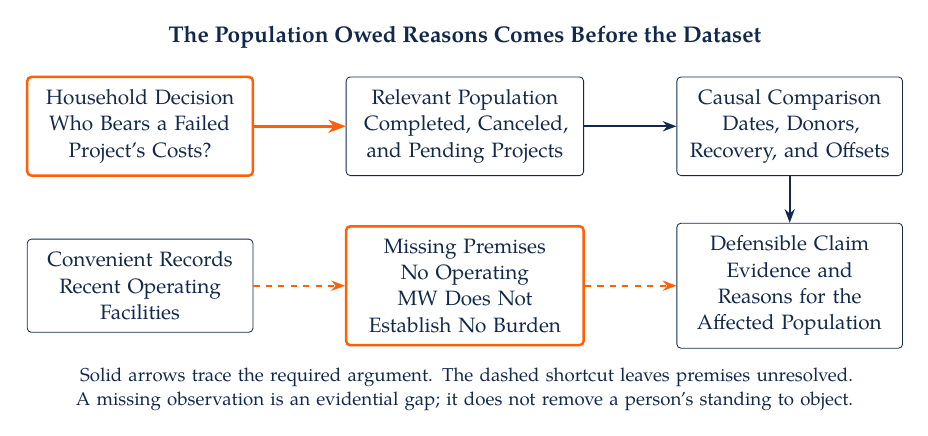 The Population Owed Reasons Comes Before the Dataset
Household Decision
Who Bears a Failed
Project's Costs?
Relevant Population
Completed, Canceled,
and Pending Projects
Causal Comparison
Dates, Donors,
Recovery, and Offsets
Convenient Records
Recent Operating
Facilities
Missing Premises
No Operating
MW Does Not
Establish No Burden
Defensible Claim
Evidence and
Reasons for the
Affected Population
Solid arrows trace the required argument. The dashed shortcut leaves premises unresolved.
A missing observation is an evidential gap; it does not remove a person's standing to object.